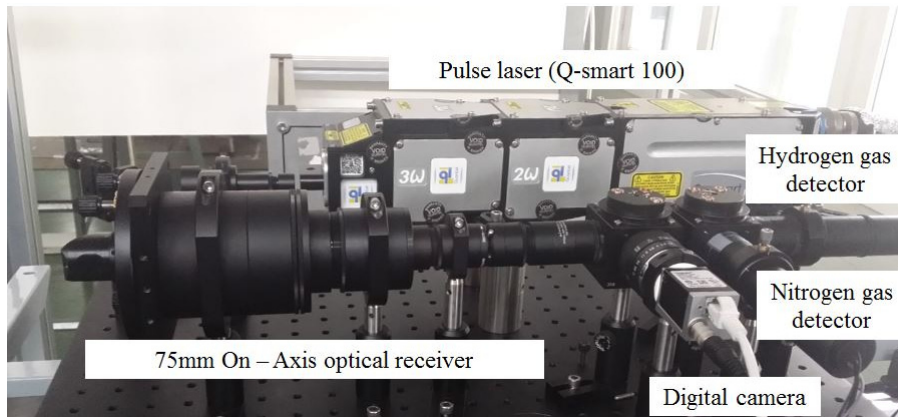 Pulse laser (Q-smart 100)
Hydrogen gas
detector
3ω
2ω
CAUTION
Nitrogen gas
detector
75mm On – Axis optical receiver
Digital camera